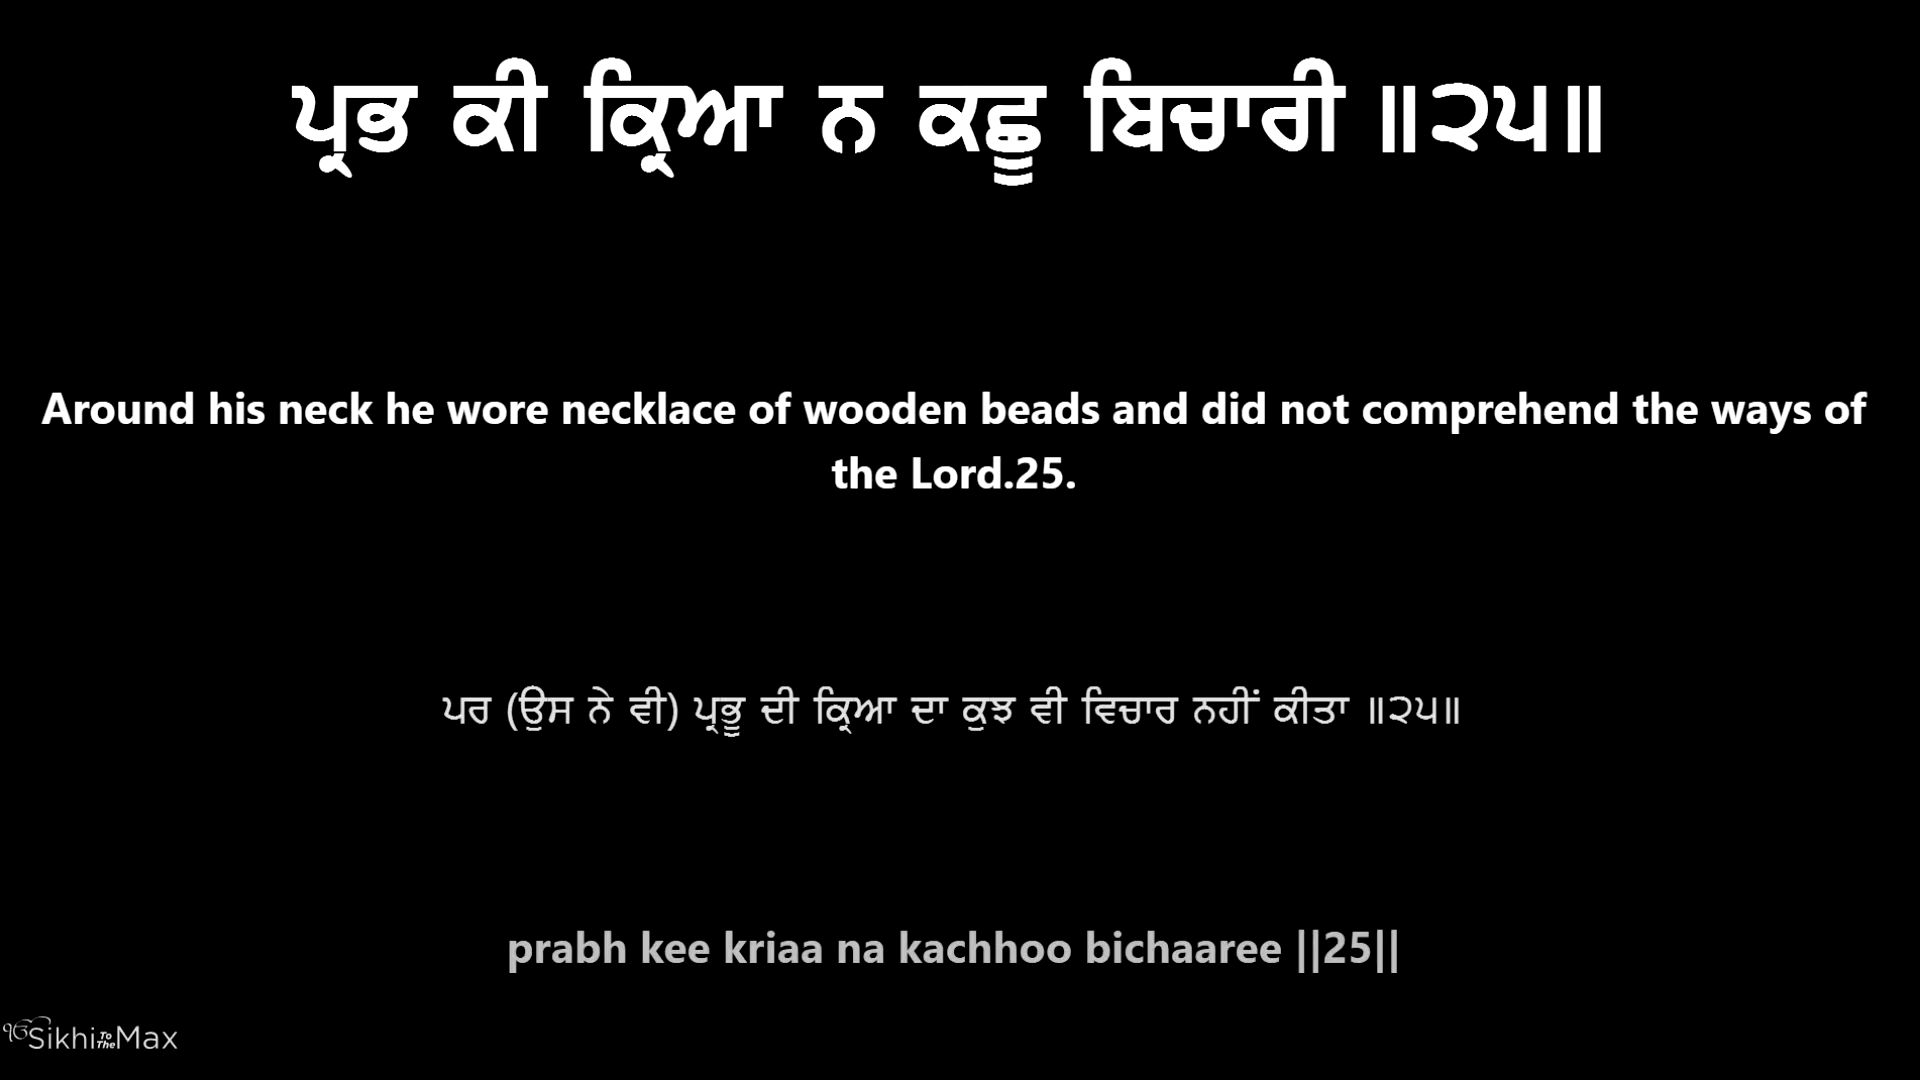 ਪ੍ਰਭ ਕੀ ਕ੍ਰਿਆ ਨ ਕਛੂ ਬਿਚਾਰੀ ॥੨੫॥
Around his neck he wore necklace of wooden beads and did not comprehend the ways of
the Lord.25.
ਪਰ (ਉਸ ਨੇ ਵੀ) ਪ੍ਰਭੂ ਦੀ ਕ੍ਰਿਆ ਦਾ ਕੁਝ ਵੀ ਵਿਚਾਰ ਨਹੀਂ ਕੀਤਾ ॥੨੫॥
prabh kee kriaa na kachhoo bichaaree ||25||
ੴSikhiToTheMax